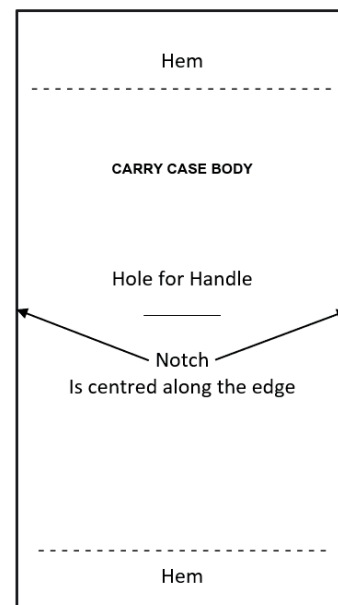 Hem
CARRY CASE BODY
Hole for Handle
Notch
Is centred along the edge
Hem